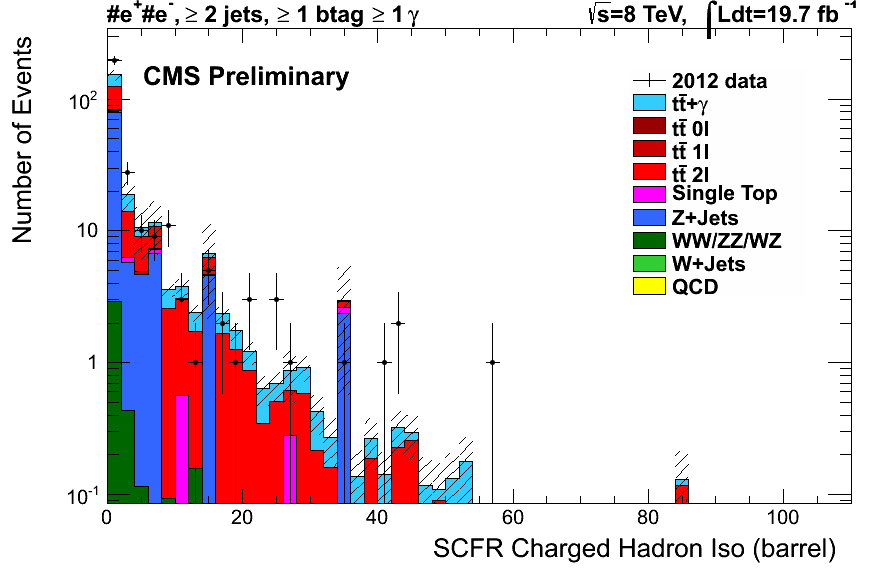 #e⁺#e⁻, ≥ 2 jets, ≥ 1 btag ≥ 1 γ
√s=8 TeV, ∫Ldt=19.7 fb⁻¹
CMS Preliminary
2012 data
tt̄+γ
tt̄ 0l
tt̄ 1l
tt̄ 2l
Single Top
Z+Jets
WW/ZZ/WZ
W+Jets
QCD
Number of Events
10²
10
1
10⁻¹
0 20 40 60 80 100
SCFR Charged Hadron Iso (barrel)